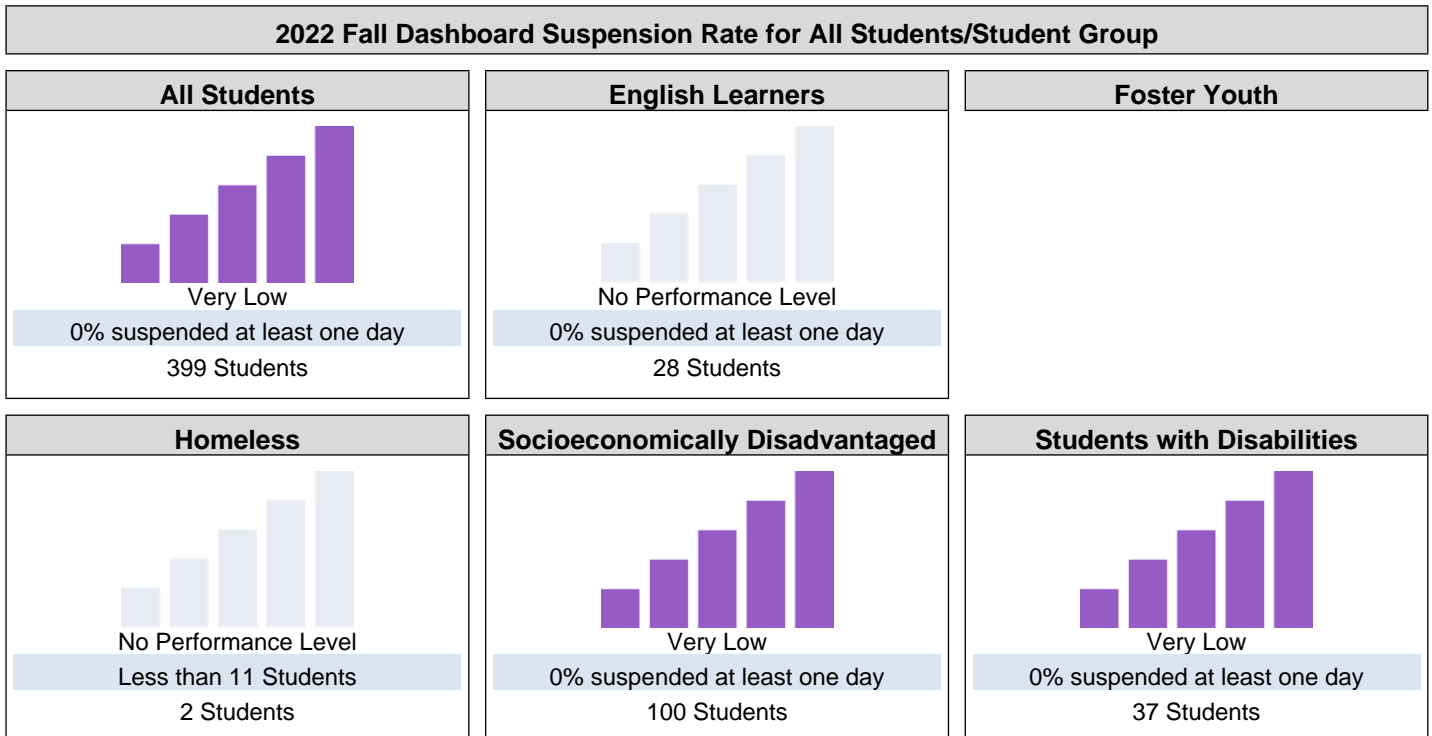 2022 Fall Dashboard Suspension Rate for All Students/Student Group
All Students
Very Low
0% suspended at least one day
399 Students
English Learners
No Performance Level
0% suspended at least one day
28 Students
Foster Youth
Homeless
No Performance Level
Less than 11 Students
2 Students
Socioeconomically Disadvantaged
Very Low
0% suspended at least one day
100 Students
Students with Disabilities
Very Low
0% suspended at least one day
37 Students